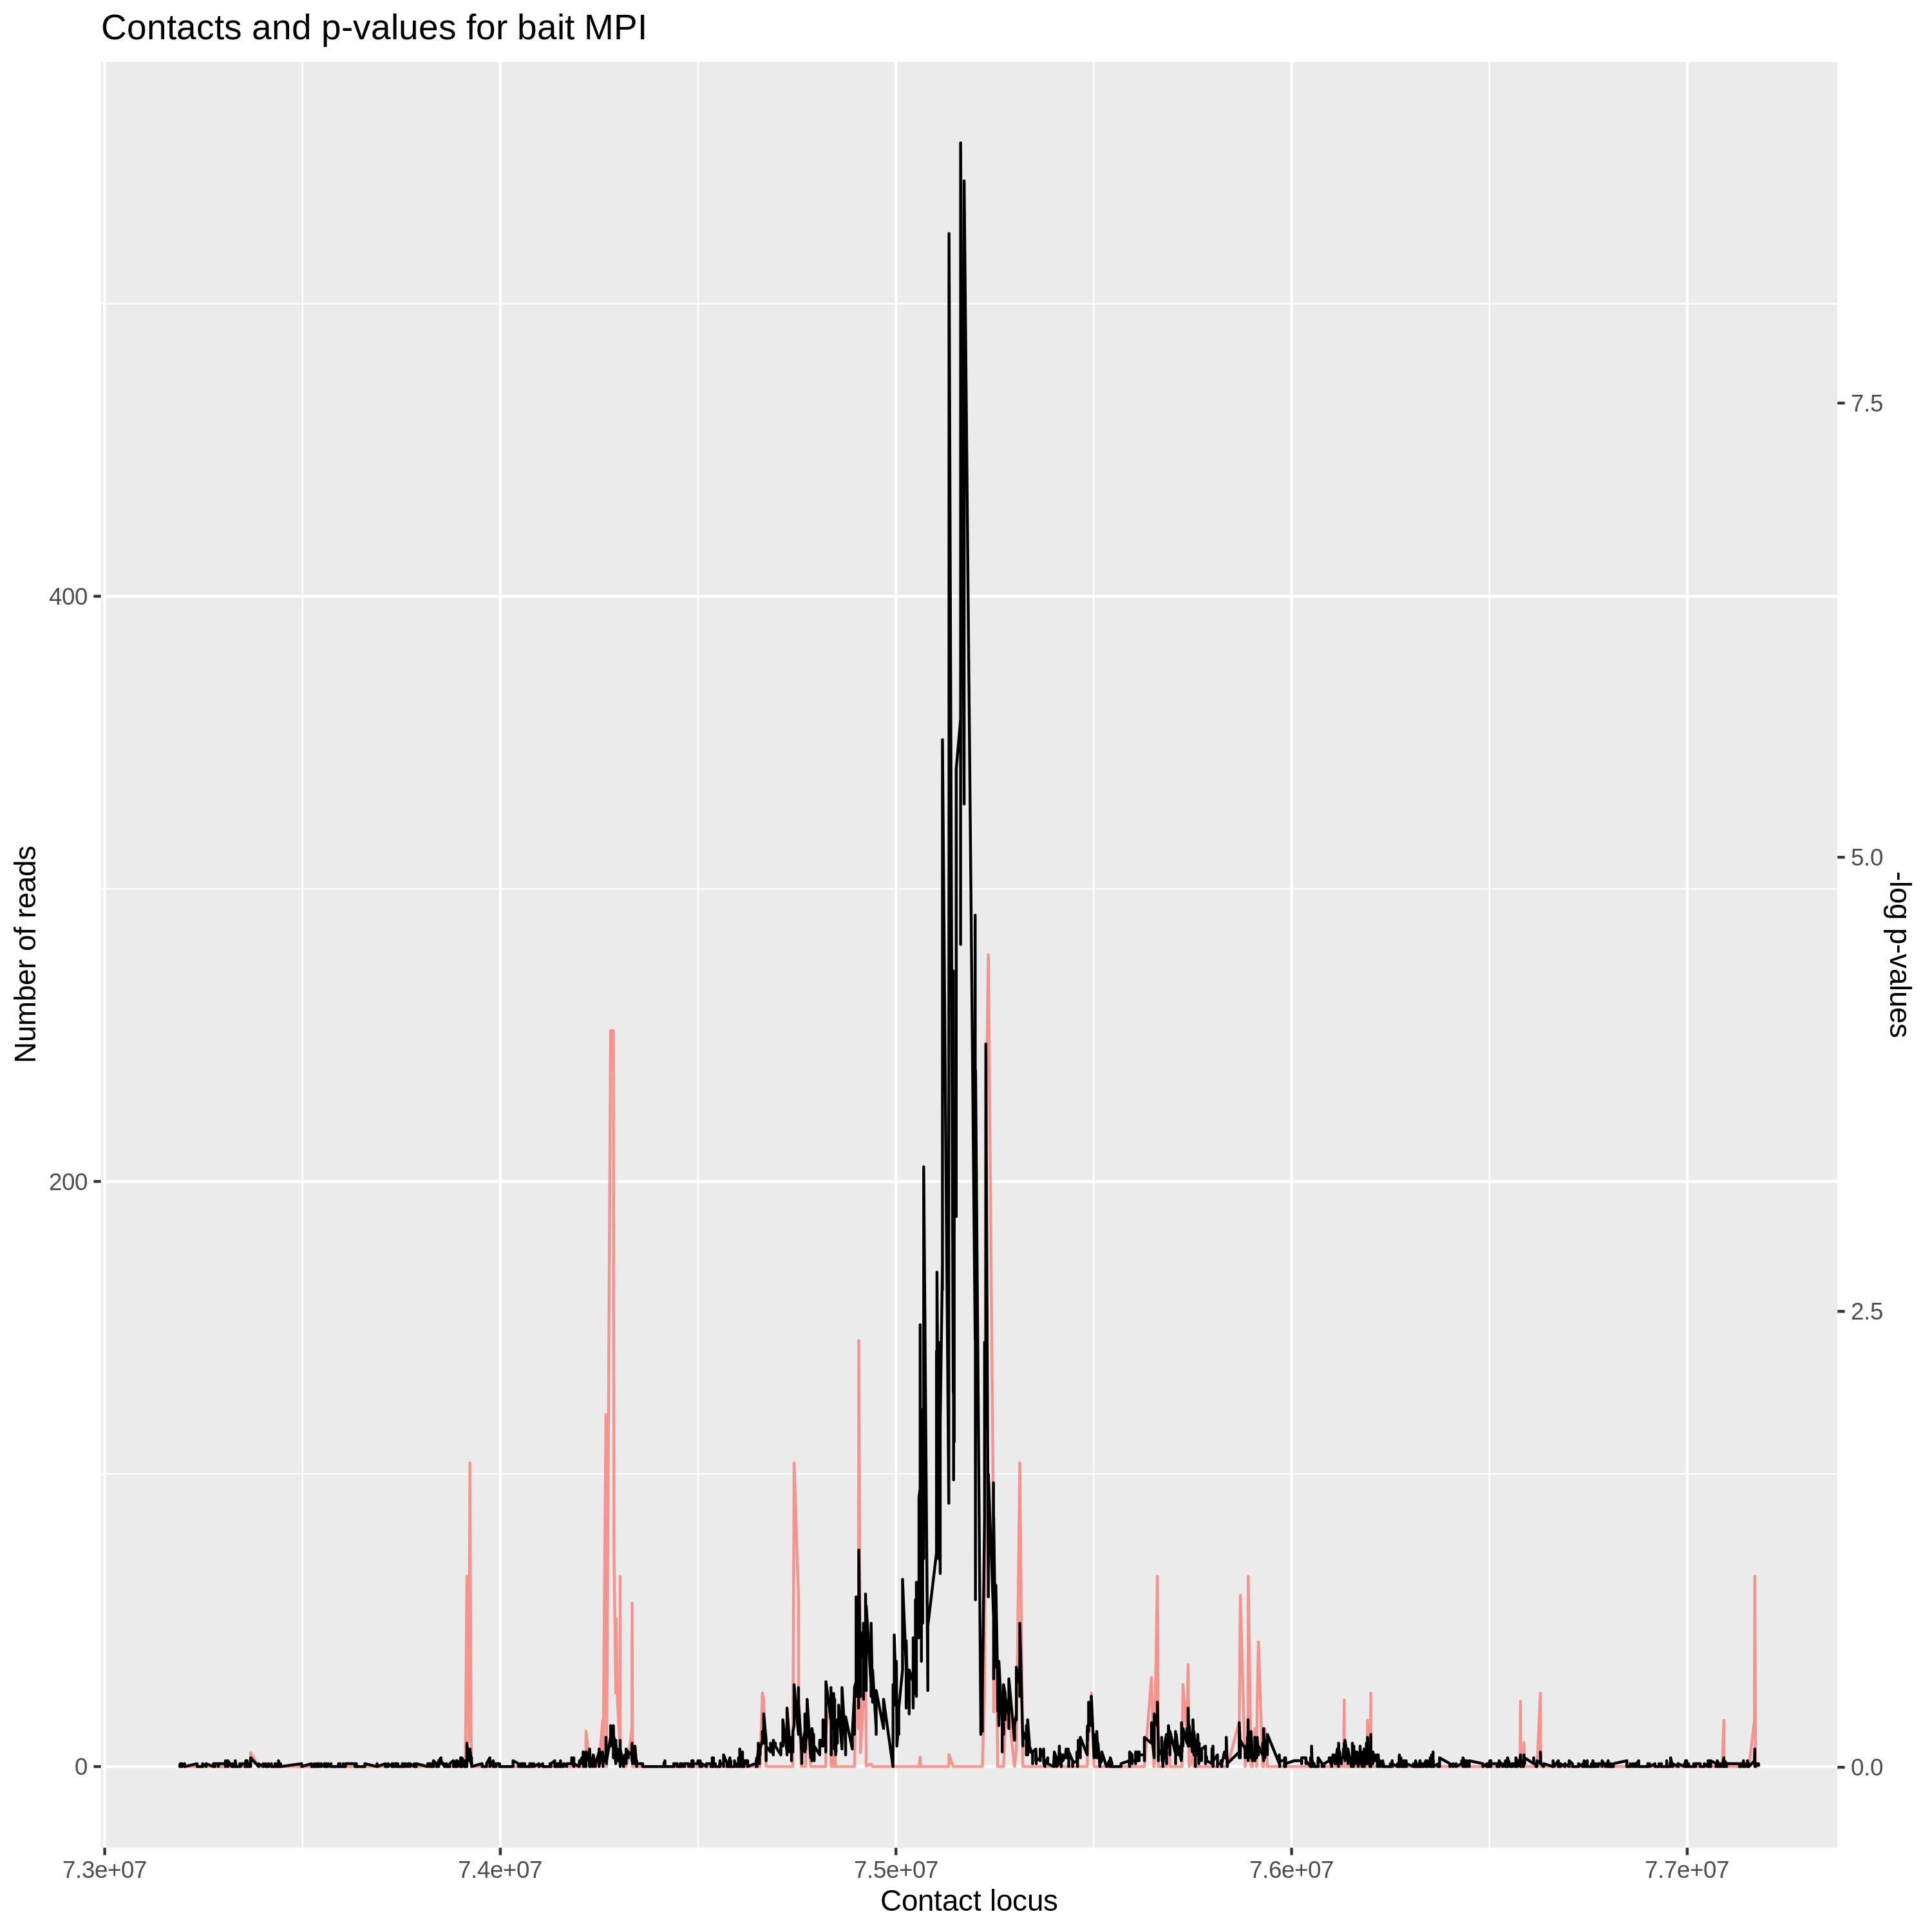 Contacts and p-values for bait MPI
Number of reads
400
200
0
7.5
5.0
2.5
0.0
-log p-values
7.3e+07
7.4e+07
7.5e+07
7.6e+07
7.7e+07
Contact locus